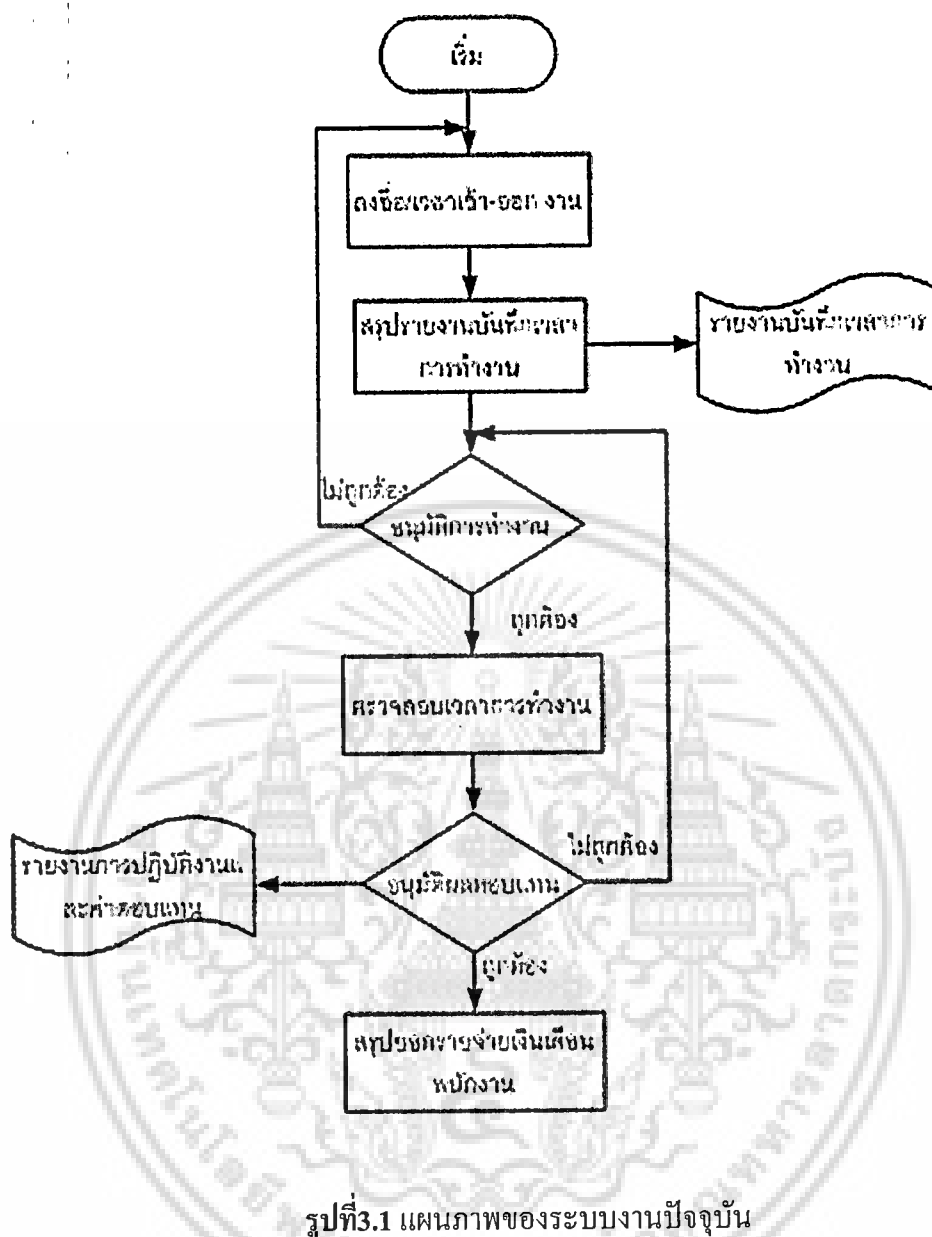 เริ่ม
ลงชื่อ/เวลาเข้า-ออก งาน
สรุปรายงานบันทึกเวลา
การทำงาน
รายงานบันทึกเวลาการ
ทำงาน
ไม่ถูกต้อง
อนุมัติการทำงาน
ถูกต้อง
ตรวจสอบเวลาการทำงาน
ไม่ถูกต้อง
รายงานการปฏิบัติงานแ
ละค่าตอบแทน
อนุมัติผลตอบแทน
ถูกต้อง
สรุปยอดรายจ่ายเงินเดือน
พนักงาน
รูปที่3.1 แผนภาพของระบบงานปัจจุบัน